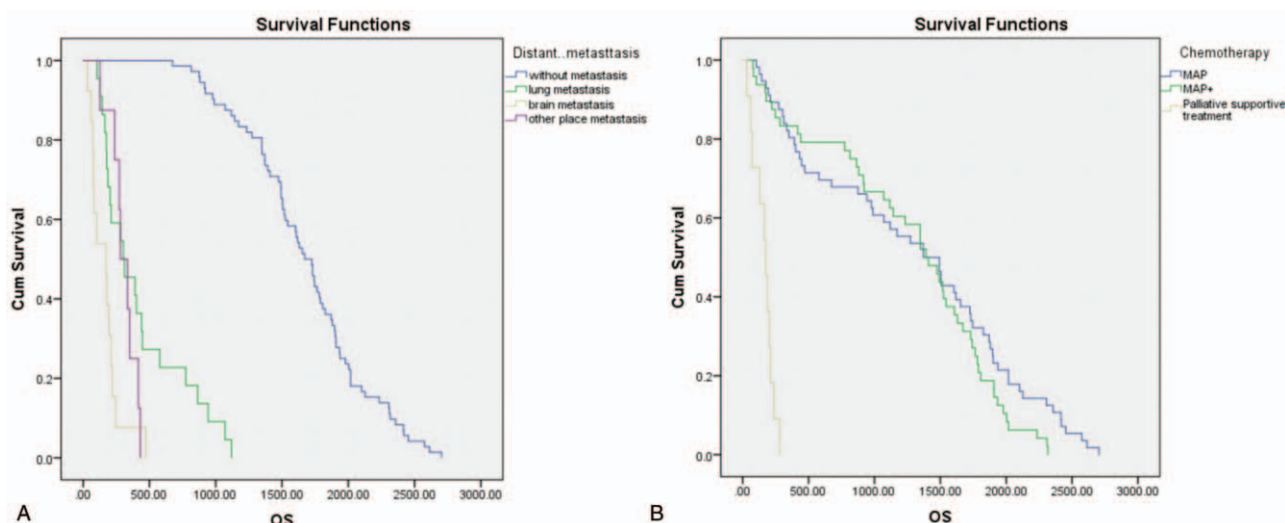 Survival Functions
Distant..metasttasis
without metastasis
lung metastasis
brain metastasis
other place metastasis
Cum Survival
1.0
0.8
0.6
0.4
0.2
0.0
.00 500.00 1000.00 1500.00 2000.00 2500.00 3000.00
OS
A
Survival Functions
Chemotherapy
MAP
MAP+
Palliative supportive
treatment
Cum Survival
1.0
0.8
0.6
0.4
0.2
0.0
.00 500.00 1000.00 1500.00 2000.00 2500.00 3000.00
OS
B